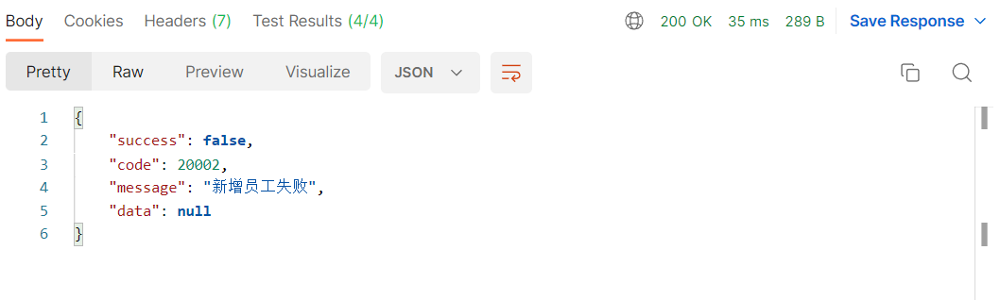 Body Cookies Headers (7) Test Results (4/4) 200 OK 35 ms 289 B Save Response
Pretty Raw Preview Visualize JSON
1 {
2 "success": false,
3 "code": 20002,
4 "message": "新增员工失败",
5 "data": null
6 }